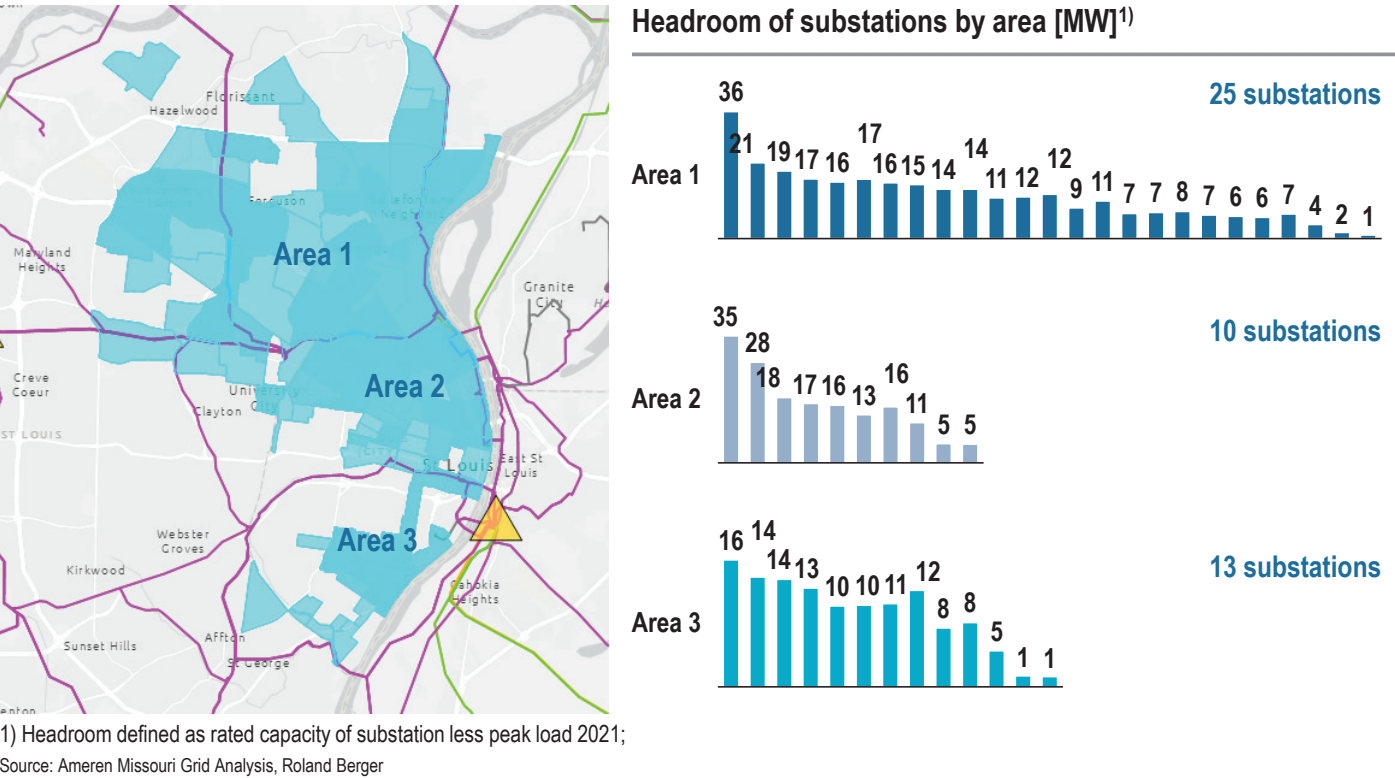 Headroom of substations by area [MW]1)
Florissant
Hazelwood
Ferguson
Bellefontaine
Neighbors
Maryland
Heights
Area 1
Granite
City
Creve
Coeur
Area 2
University
City
Clayton
ST LOUIS
St Louis
East St
Louis
Area 3
Webster
Groves
Kirkwood
Cahokia
Heights
Sunset Hills
Affton
St George
25 substations
Area 1
36 21 19 17 16 17 16 15 14 14 11 12 12 9 11 7 7 8 7 6 6 7 4 2 1
10 substations
Area 2
35 28 18 17 16 13 16 11 5 5
13 substations
Area 3
16 14 14 13 10 10 11 12 8 8 5 1 1
1) Headroom defined as rated capacity of substation less peak load 2021;
Source: Ameren Missouri Grid Analysis, Roland Berger